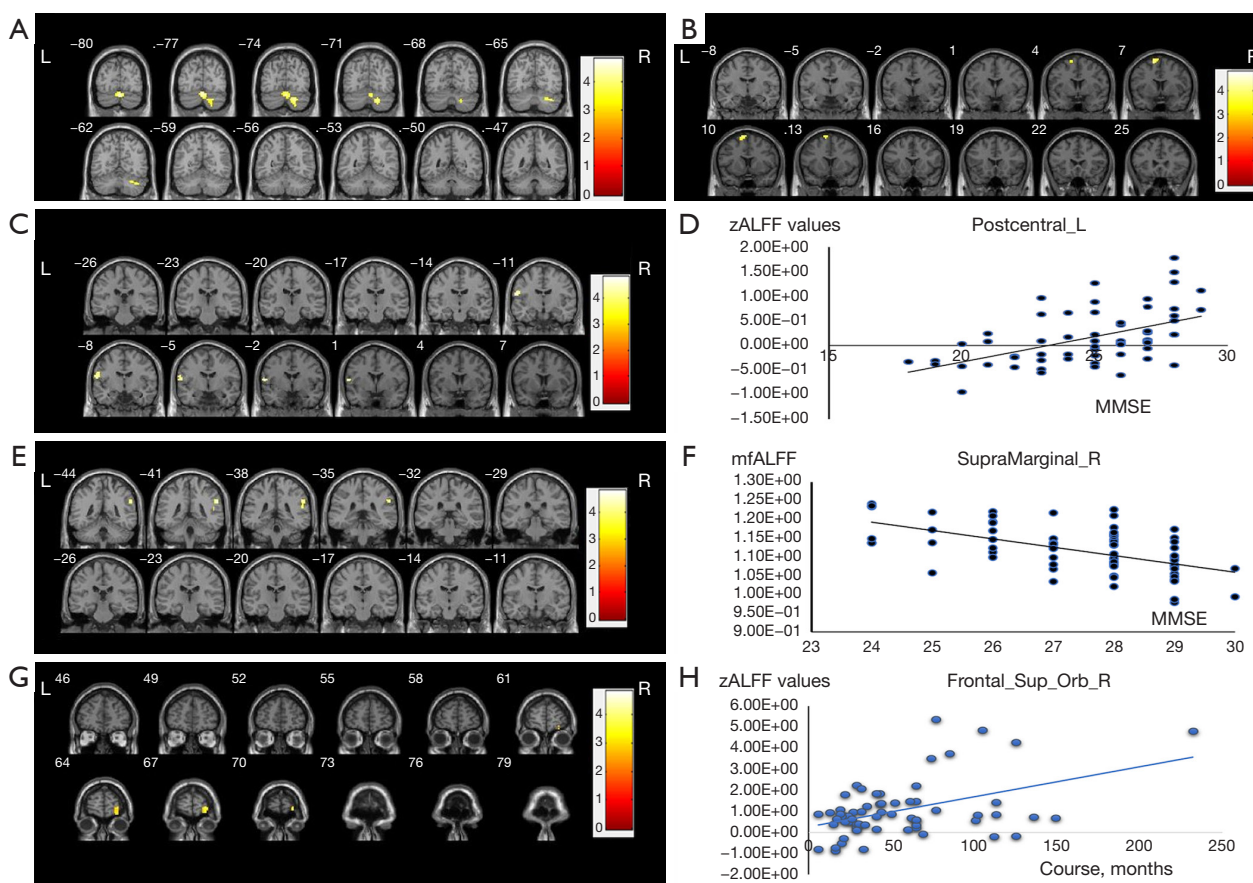 A
L
R
-80 .-77 -74 -71 -68 -65
-62 .-59 .-56 .-53 .-50 -47
4
3
2
1
0
B
L
R
-8 -5 -2 1 4 7
10 .13 16 19 22 25
4
3
2
1
0
C
L
R
-26 -23 -20 -17 -14 -11
-8 -5 -2 1 4 7
4
3
2
1
0
D
zALFF values
Postcentral_L
2.00E+00
1.50E+00
1.00E+00
5.00E-01
0.00E+00
-5.00E-01
-1.00E+00
-1.50E+00
15 20 25 30
MMSE
E
L
R
-44 -41 -38 -35 -32 -29
-26 -23 -20 -17 -14 -11
4
3
2
1
0
F
mfALFF
SupraMarginal_R
1.30E+00
1.25E+00
1.20E+00
1.15E+00
1.10E+00
1.05E+00
1.00E+00
9.50E-01
9.00E-01
MMSE
23 24 25 26 27 28 29 30
G
L
R
46 49 52 55 58 61
64 67 70 73 76 79
4
3
2
1
0
H
zALFF values
Frontal_Sup_Orb_R
6.00E+00
5.00E+00
4.00E+00
3.00E+00
2.00E+00
1.00E+00
0.00E+00
-1.00E+00
-2.00E+00
0 50 100 150 200 250
Course, months